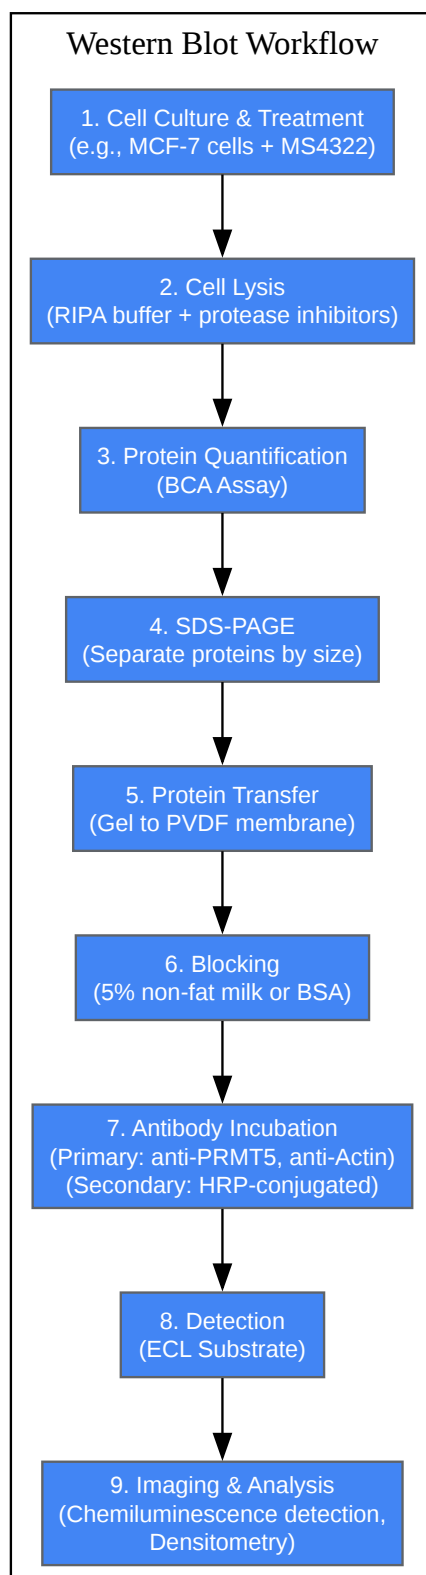 Western Blot Workflow
1. Cell Culture & Treatment
(e.g., MCF-7 cells + MS4322)
2. Cell Lysis
(RIPA buffer + protease inhibitors)
3. Protein Quantification
(BCA Assay)
4. SDS-PAGE
(Separate proteins by size)
5. Protein Transfer
(Gel to PVDF membrane)
6. Blocking
(5% non-fat milk or BSA)
7. Antibody Incubation
(Primary: anti-PRMT5, anti-Actin)
(Secondary: HRP-conjugated)
8. Detection
(ECL Substrate)
9. Imaging & Analysis
(Chemiluminescence detection,
Densitometry)